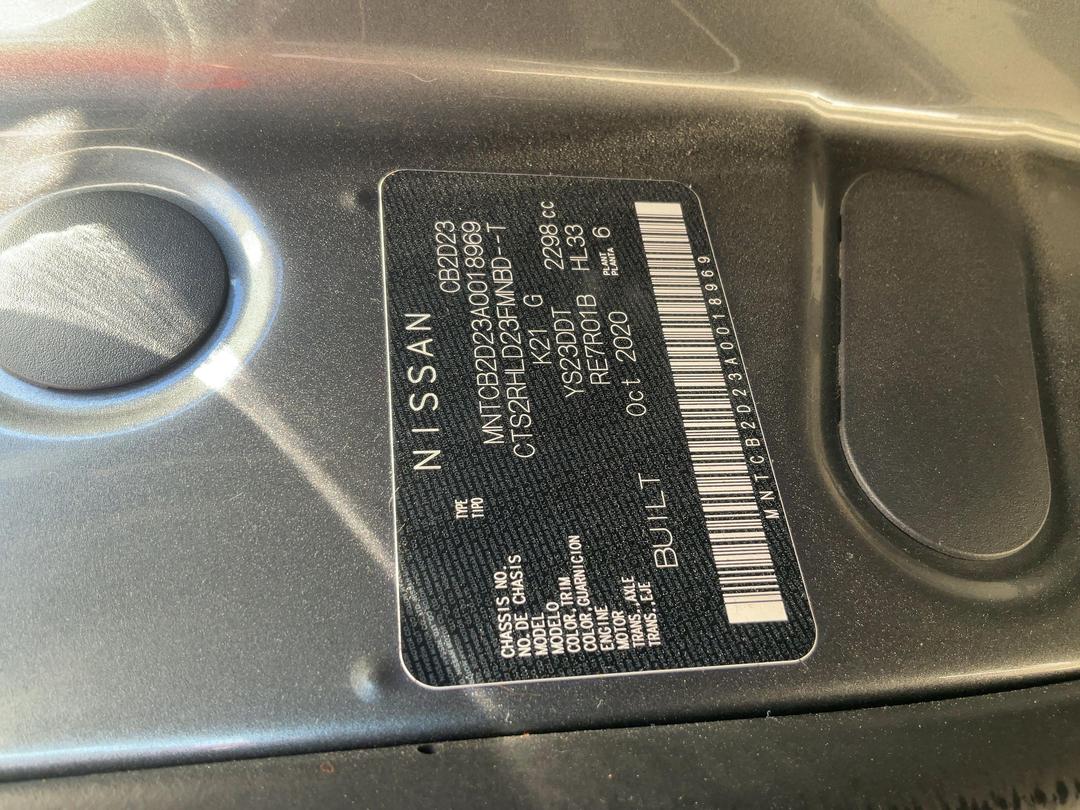 NISSAN
TYPE CB2D23
TIPO
CHASSIS NO. MNTCB2D23A0018969
NO.DE CHASIS
MODEL CTS2RHLD23FMNBD--T
MODELO
COLOR.TRIM K21 G
COLOR.GUARNICION
ENGINE YS23DDT 2298 CC
MOTOR
TRANS..AXLE RE7R01B HL33
TRANS..EJE
PLANT 6
PLANTA
BUILT Oct 2020
MNTCB2D23A0018969